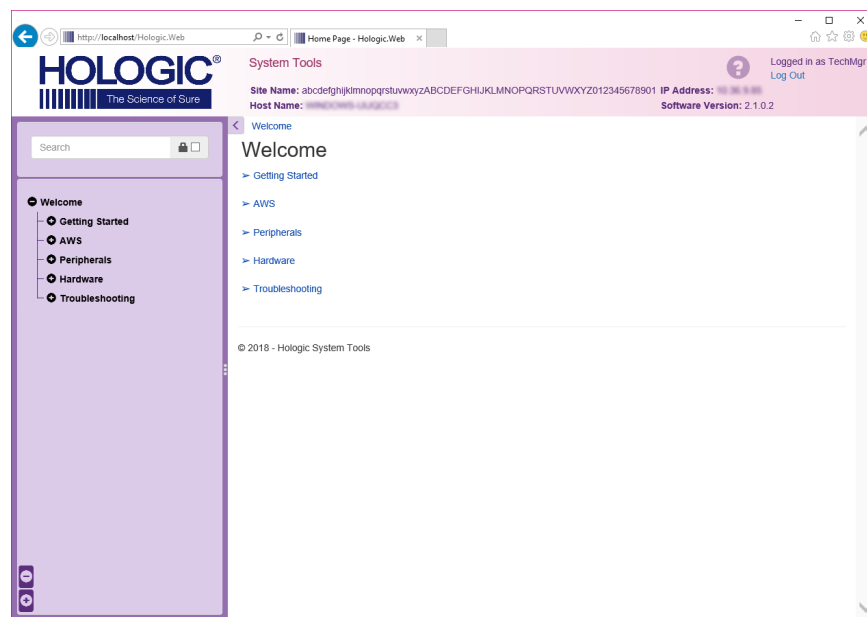 http://localhost/Hologic.Web
Home Page - Hologic.Web
HOLOGIC®
The Science of Sure
System Tools
Site Name: abcdefghijklmnopqrstuvwxyzABCDEFGHIJKLMNOPQRSTUVWXYZ012345678901 IP Address:
Host Name:
Software Version: 2.1.0.2
Logged in as TechMgr
Log Out
Search
Welcome
Getting Started
AWS
Peripherals
Hardware
Troubleshooting
Welcome
Welcome
➢ Getting Started
➢ AWS
➢ Peripherals
➢ Hardware
➢ Troubleshooting
© 2018 - Hologic System Tools